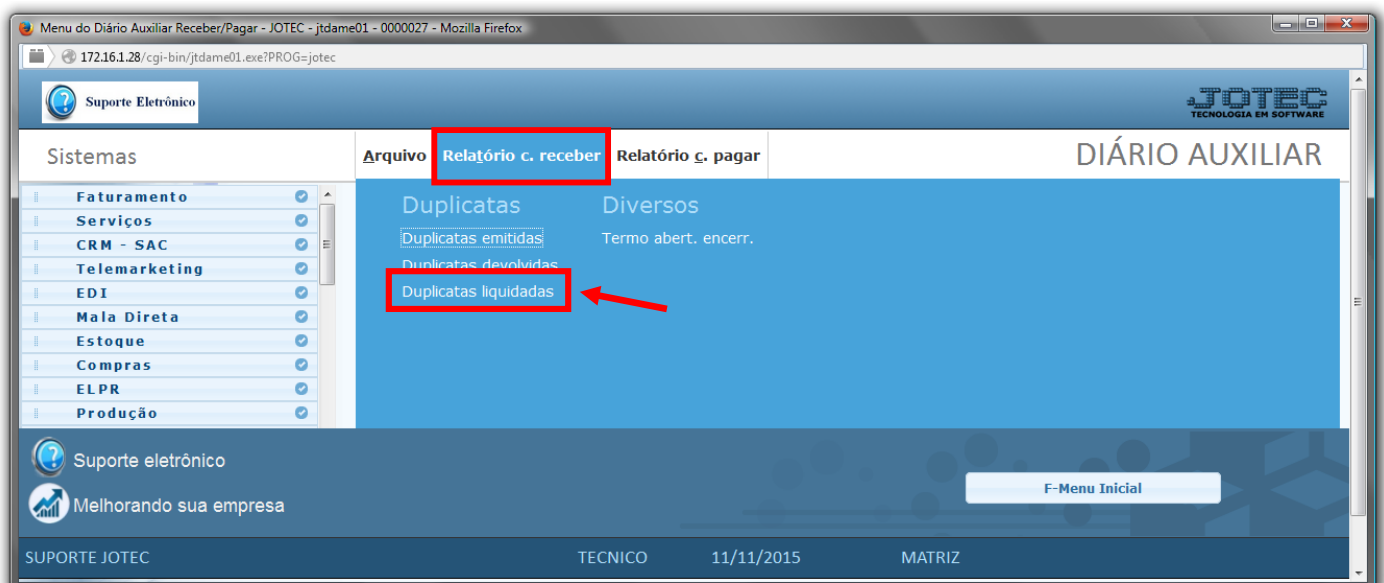 Menu do Diário Auxiliar Receber/Pagar - JOTEC - jtdame01 - 0000027 - Mozilla Firefox
172.16.1.28/cgi-bin/jtdame01.exe?PROG=jotec
Suporte Eletrônico
JOTEC
TECNOLOGIA EM SOFTWARE
Sistemas
Arquivo Relatório c. receber Relatório c. pagar
DIÁRIO AUXILIAR
Faturamento
Serviços
CRM - SAC
Telemarketing
EDI
Mala Direta
Estoque
Compras
ELPR
Produção
Duplicatas
Duplicatas emitidas
Duplicatas devolvidas
Duplicatas liquidadas
Diversos
Termo abert. encerr.
Suporte eletrônico
Melhorando sua empresa
F-Menu Inicial
SUPORTE JOTEC TECNICO 11/11/2015 MATRIZ